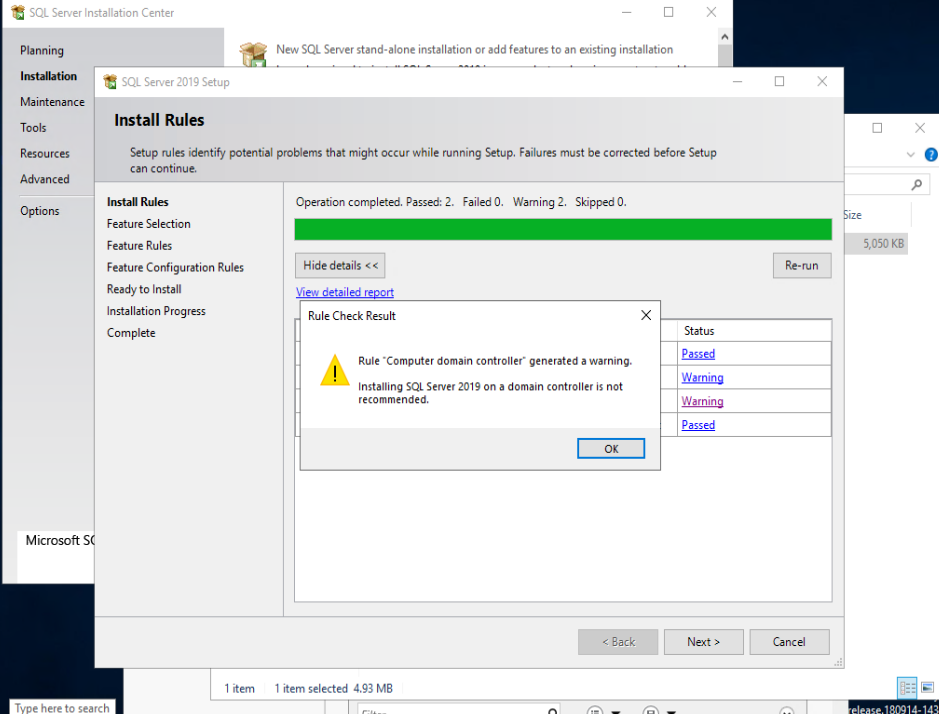 SQL Server Installation Center
Planning
Installation
Maintenance
Tools
Resources
Advanced
Options
New SQL Server stand-alone installation or add features to an existing installation
SQL Server 2019 Setup
Install Rules
Setup rules identify potential problems that might occur while running Setup. Failures must be corrected before Setup
can continue.
Install Rules
Feature Selection
Feature Rules
Feature Configuration Rules
Ready to Install
Installation Progress
Complete
Operation completed. Passed: 2. Failed 0. Warning 2. Skipped 0.
Hide details <<
Re-run
View detailed report
Status
Passed
Warning
Warning
Passed
Rule Check Result
Rule "Computer domain controller" generated a warning.
Installing SQL Server 2019 on a domain controller is not
recommended.
OK
Size
5,050 KB
Microsoft SQ
< Back
Next >
Cancel
1 item 1 item selected 4.93 MB
Type here to search
Filter
release.180914-143